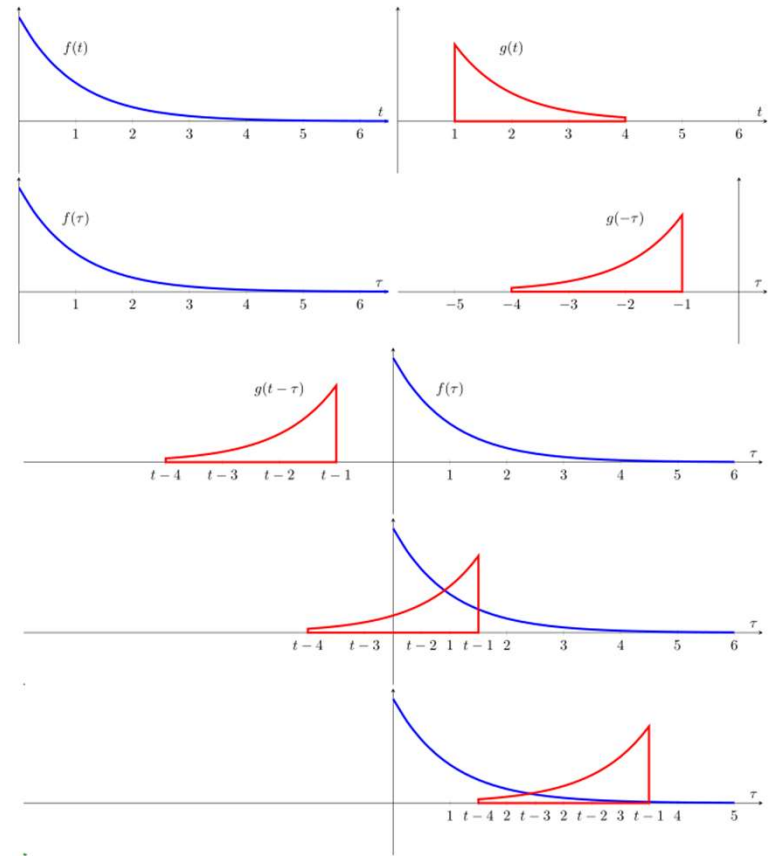 f(t) g(t)
t t
1 2 3 4 5 6 1 2 3 4 5 6
f(τ) g(−τ)
τ τ
1 2 3 4 5 6 −5 −4 −3 −2 −1
g(t − τ) f(τ)
τ
t − 4 t − 3 t − 2 t − 1 1 2 3 4 5 6
τ
t − 4 t − 3 t − 2 1 t − 1 2 3 4 5 6
τ
1 t − 4 2 t − 3 2 t − 2 3 t − 1 4 5